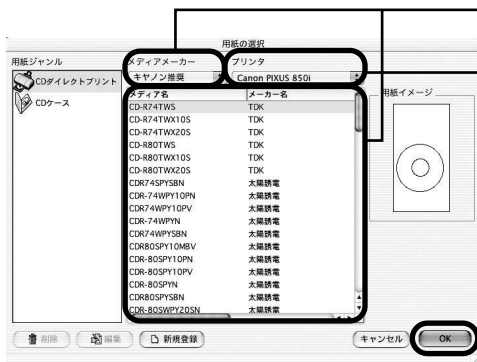 用紙の選択
用紙ジャンル
メディアメーカー
プリンタ
CDダイレクトプリント
CDケース
キヤノン推奨
Canon PIXUS 850i
メディア名 メーカー名
CD-R74TWS TDK
CD-R74TWX10S TDK
CD-R74TWX20S TDK
CD-R80TWS TDK
CD-R80TWX10S TDK
CD-R80TWX20S TDK
CDR74SPYSBN 太陽誘電
CDR-74WPY10PN 太陽誘電
CDR74WPY10PV 太陽誘電
CDR-74WPYN 太陽誘電
CDR74WPYSBN 太陽誘電
CDR80SPY10MBV 太陽誘電
CDR-80SPY10PN 太陽誘電
CDR-80SPY10PV 太陽誘電
CDR-80SPYN 太陽誘電
CDR80SPYSBN 太陽誘電
CDR-80SWPY20SN 太陽誘電
用紙イメージ
削除 編集 新規登録 キャンセル OK